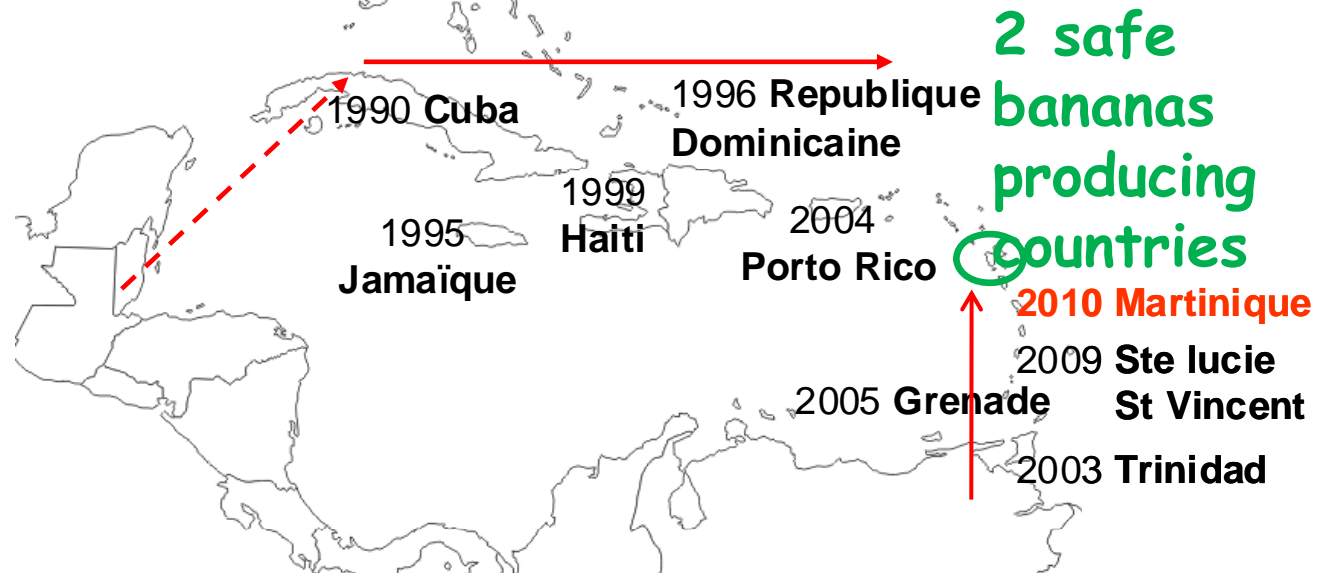 2 safe
bananas
producing
countries
1990 Cuba
1996 Republique
Dominicaine
1999
Haiti
1995
Jamaïque
2004
Porto Rico
2010 Martinique
2009 Ste lucie
St Vincent
2005 Grenade
2003 Trinidad